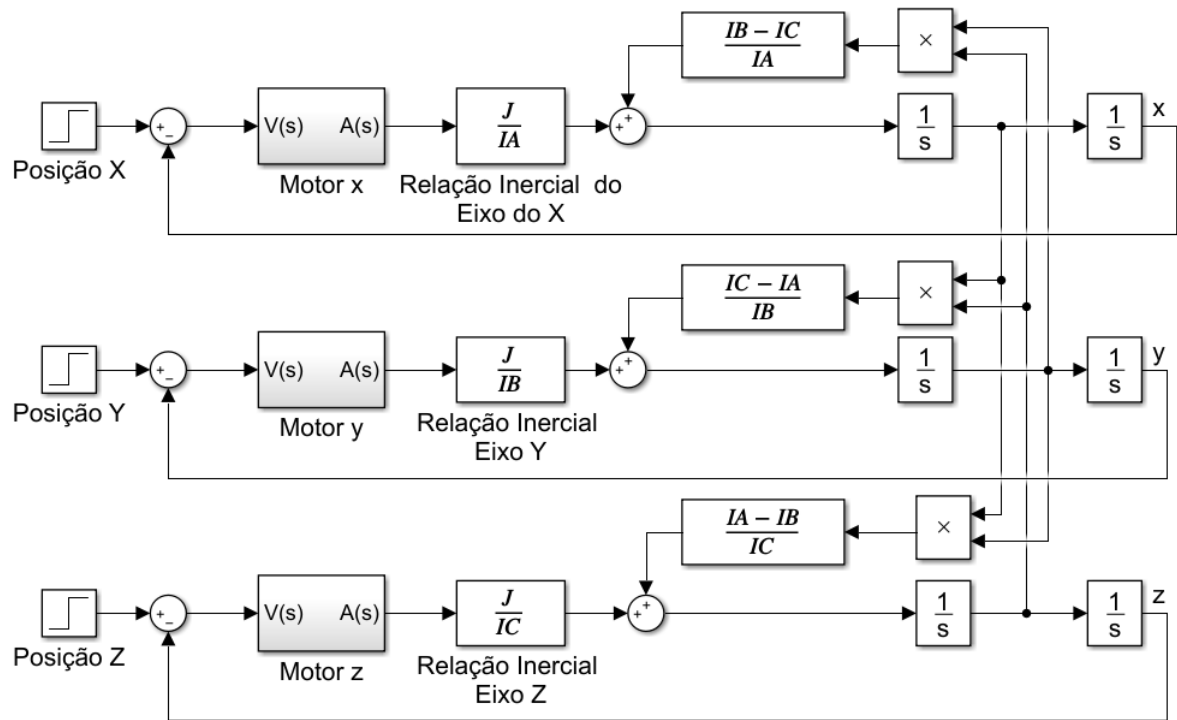 IB − IC
IA
×
Posição X
+
−
V(s) A(s)
Motor x
J
IA
Relação Inercial do
Eixo do X
+
+
1
s
1
s
x
IC − IA
IB
×
Posição Y
+
−
V(s) A(s)
Motor y
J
IB
Relação Inercial
Eixo Y
+
+
1
s
1
s
y
IA − IB
IC
×
Posição Z
+
−
V(s) A(s)
Motor z
J
IC
Relação Inercial
Eixo Z
+
+
1
s
1
s
z